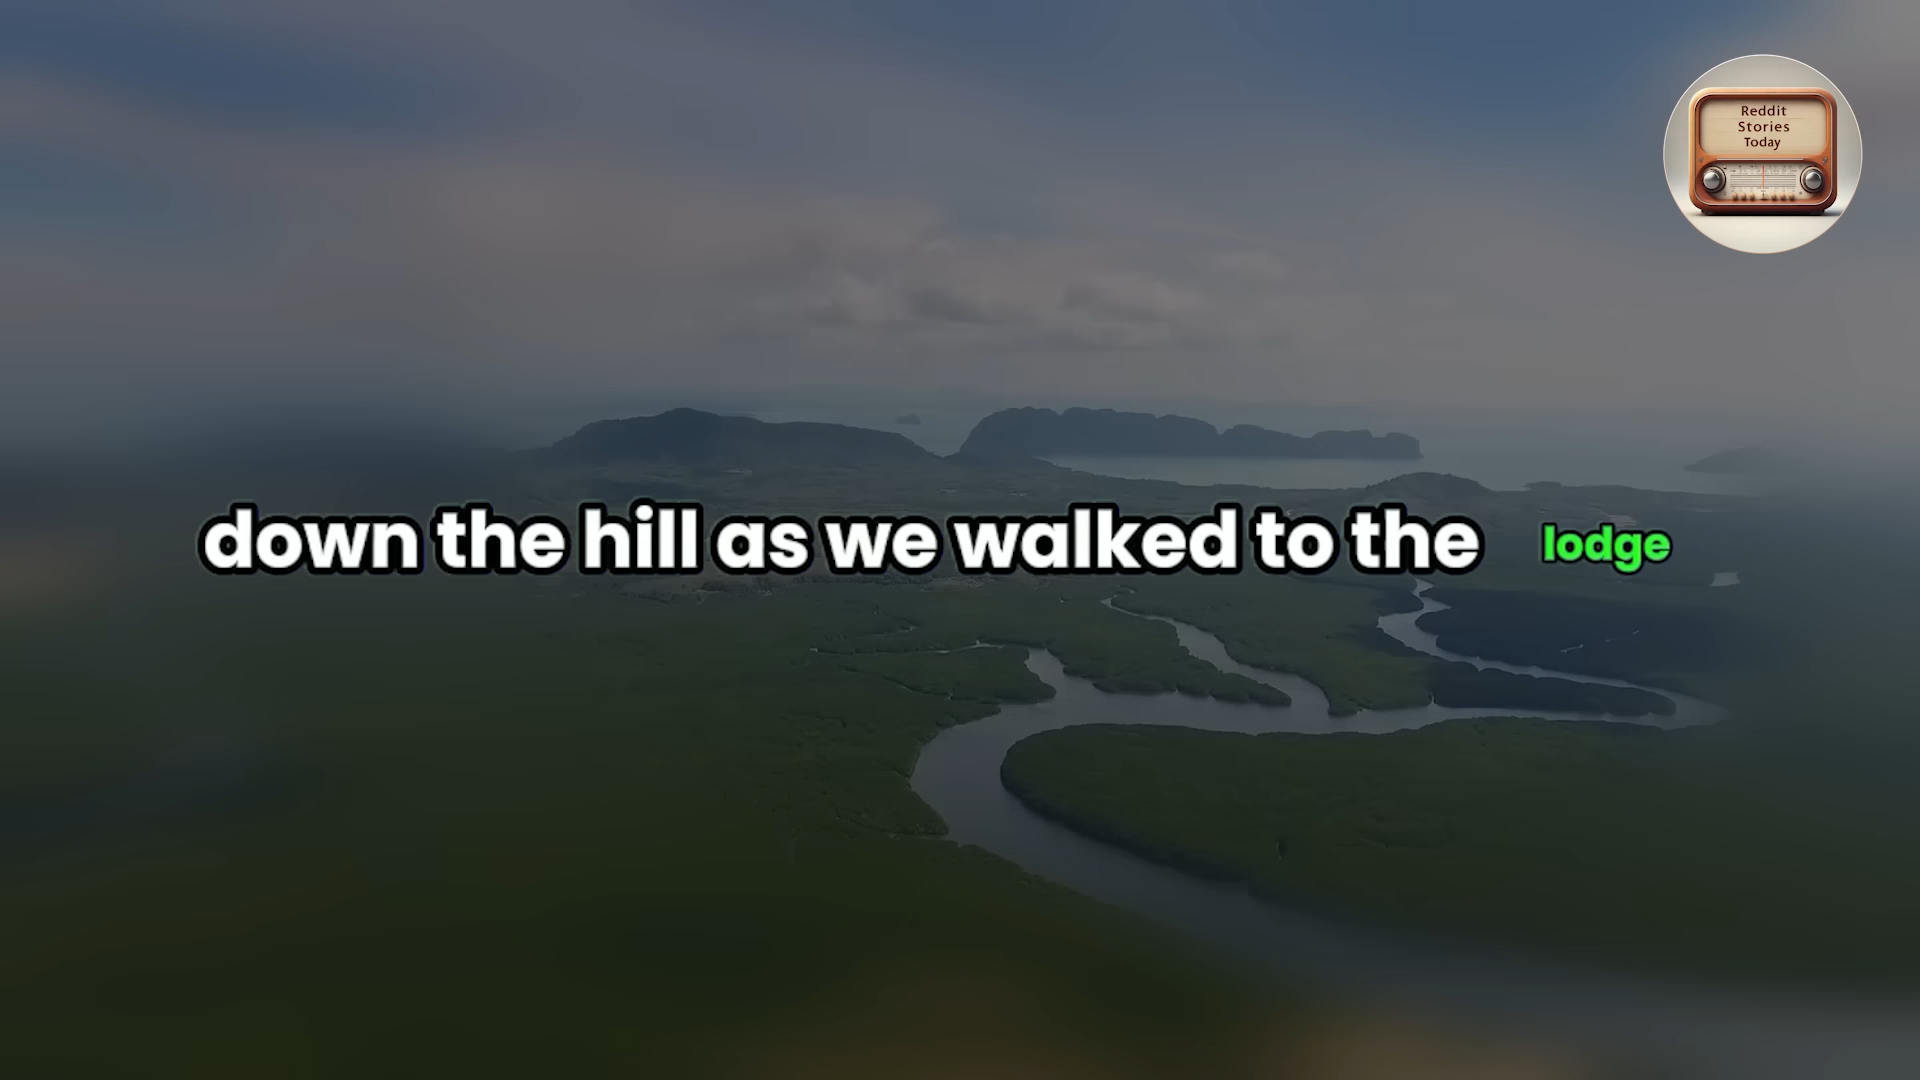 Reddit
Stories
Today
down the hill as we walked to the lodge